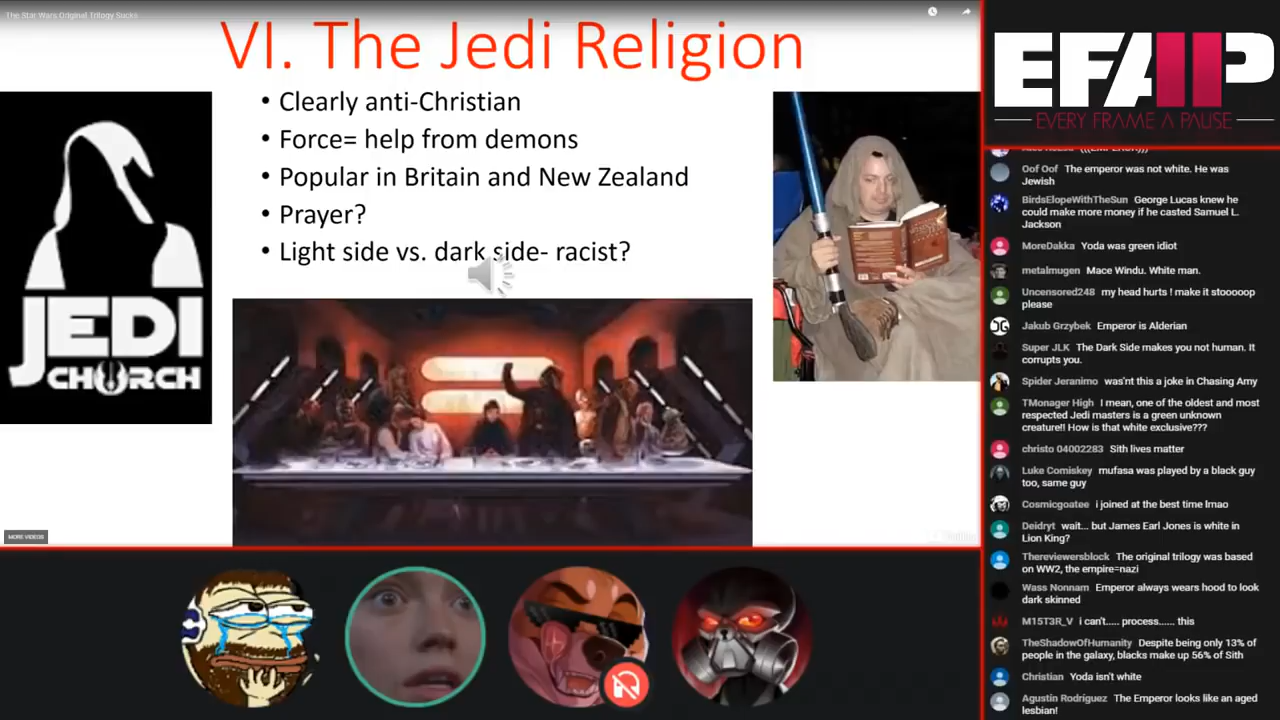 The Star Wars Original Trilogy Sucks
VI. The Jedi Religion
• Clearly anti-Christian
• Force= help from demons
• Popular in Britain and New Zealand
• Prayer?
• Light side vs. dark side- racist?
JEDI
CHURCH
MORE VIDEOS
EFAP
EVERY FRAME A PAUSE
Oof Oof The emperor was not white. He was
Jewish
BirdsElopeWithTheSun George Lucas knew he
could make more money if he casted Samuel L.
Jackson
MoreDakka Yoda was green idiot
metalmugen Mace Windu. White man.
Uncensored248 my head hurts ! make it stooooop
please
Jakub Grzybek Emperor is Alderian
Super JLK The Dark Side makes you not human. It
corrupts you.
Spider Jeranimo was'nt this a joke in Chasing Amy
TMonager High I mean, one of the oldest and most
respected Jedi masters is a green unknown
creature!! How is that white exclusive???
christo 04002283 Sith lives matter
Luke Comiskey mufasa was played by a black guy
too, same guy
Cosmicgoatee i joined at the best time lmao
Deidryt wait... but James Earl Jones is white in
Lion King?
Thereviewersblock The original trilogy was based
on WW2, the empire=nazi
Wass Nonnam Emperor always wears hood to look
dark skinned
M15T3R_V i can't..... process...... this
TheShadowOfHumanity Despite being only 13% of
people in the galaxy, blacks make up 56% of Sith
Christian Yoda isn't white
Agustin Rodríguez The Emperor looks like an aged
lesbian!